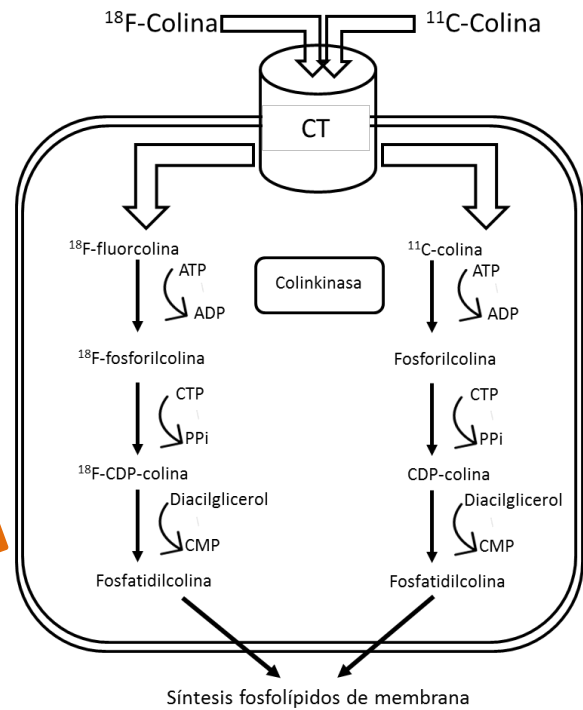 ¹⁸F-Colina
¹¹C-Colina
CT
¹⁸F-fluorcolina
ATP
ADP
¹⁸F-fosforilcolina
CTP
PPi
¹⁸F-CDP-colina
Diacilglicerol
CMP
Fosfatidilcolina
Colinkinasa
¹¹C-colina
ATP
ADP
Fosforilcolina
CTP
PPi
CDP-colina
Diacilglicerol
CMP
Fosfatidilcolina
Síntesis fosfolípidos de membrana